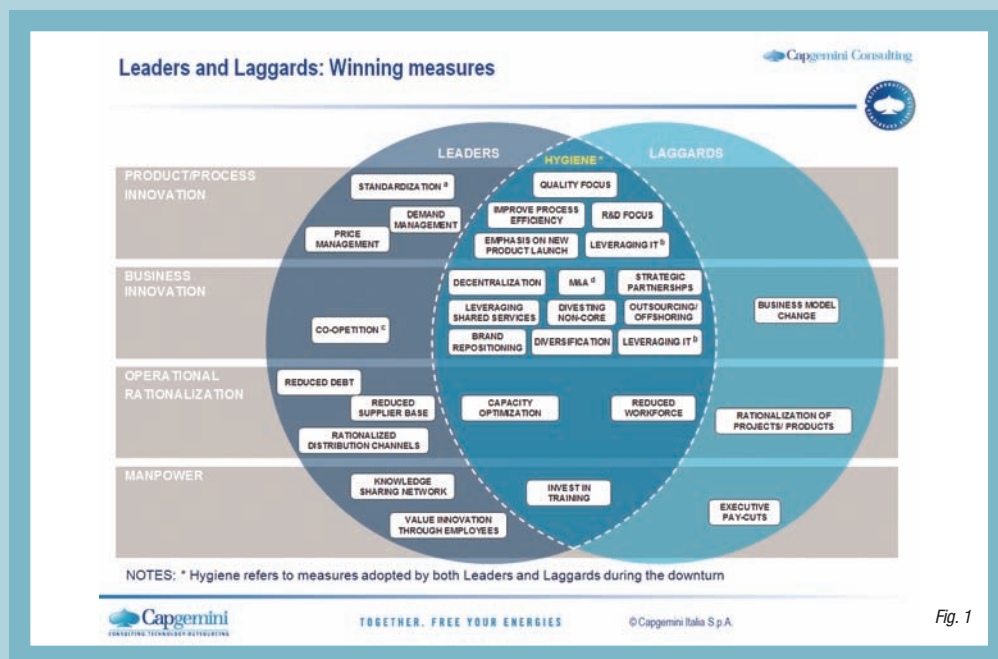 Leaders and Laggards: Winning measures
Capgemini Consulting
LEADERS
HYGIENE *
LAGGARDS
PRODUCT/PROCESS
INNOVATION
STANDARDIZATION a
DEMAND
MANAGEMENT
PRICE
MANAGEMENT
QUALITY FOCUS
IMPROVE PROCESS
EFFICIENCY
R&D FOCUS
EMPHASIS ON NEW
PRODUCT LAUNCH
LEVERAGING IT b
BUSINESS
INNOVATION
CO-OPETITION c
DECENTRALIZATION
M&A d
STRATEGIC
PARTNERSHPS
LEVERAGING
SHARED SERVICES
DIVESTING
NON-CORE
OUTSOURCING/
OFFSHORING
BRAND
REPOSITIONING
DIVERSIFICATION
LEVERAGING IT b
BUSINESS MODEL
CHANGE
OPERATIONAL
RATIONALIZATION
REDUCED DEBT
REDUCED
SUPPLIER BASE
RATIONALIZED
DISTRIBUTION CHANNELS
CAPACITY
OPTIMIZATION
REDUCED
WORKFORCE
RATIONALIZATION OF
PROJECTS/ PRODUCTS
MANPOWER
KNOWLEDGE
SHARING NETWORK
VALUE INNOVATION
THROUGH EMPLOYEES
INVEST IN
TRAINING
EXECUTIVE
PAY-CUTS
NOTES: * Hygiene refers to measures adopted by both Leaders and Laggards during the downturn
Capgemini
CONSULTING.TECHNOLOGY.OUTSOURCING
TOGETHER. FREE YOUR ENERGIES
© Capgemini Italia S.p.A.
Fig. 1